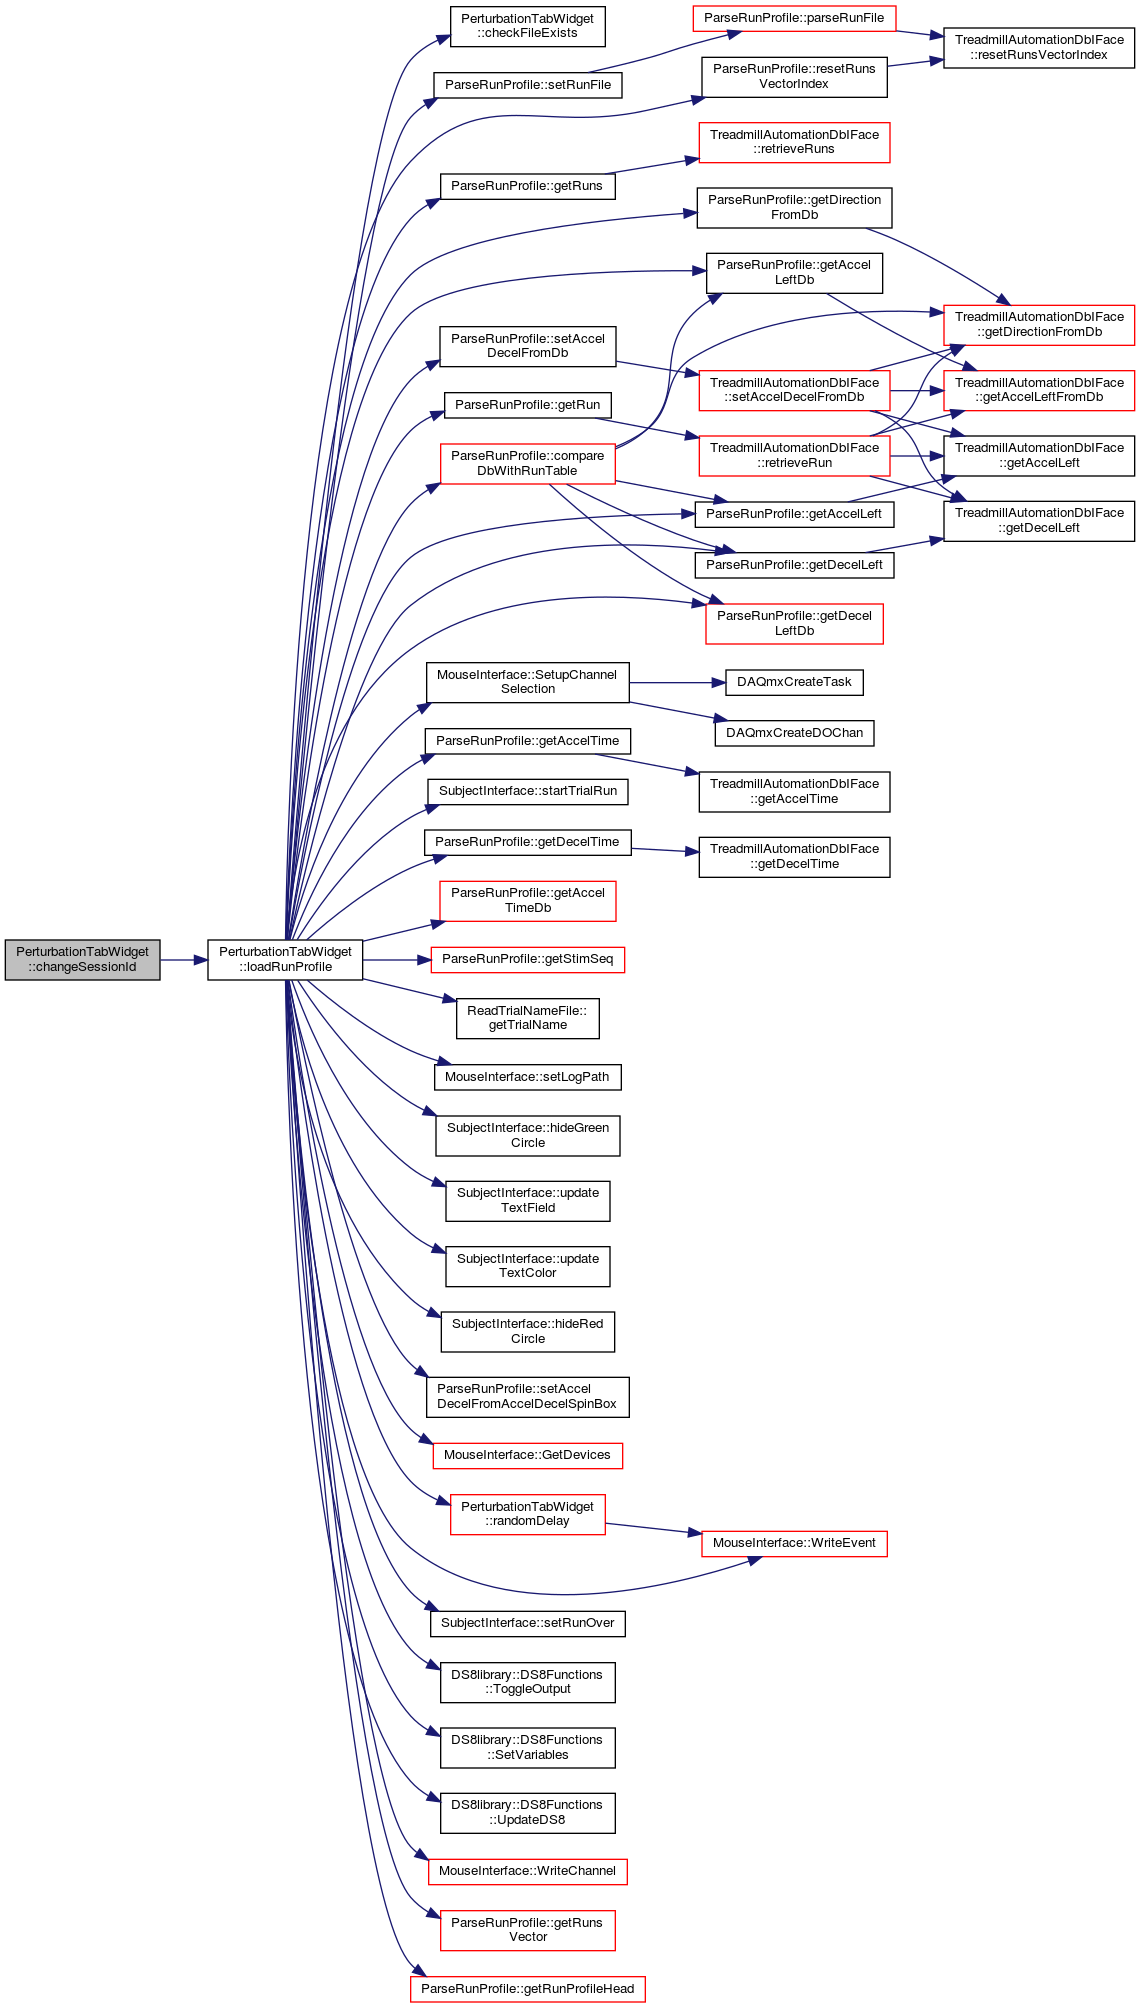 PerturbationTabWidget
::changeSessionId
PerturbationTabWidget
::loadRunProfile
PerturbationTabWidget
::checkFileExists
ParseRunProfile::setRunFile
ParseRunProfile::getRuns
ParseRunProfile::setAccel
DecelFromDb
ParseRunProfile::getRun
ParseRunProfile::compare
DbWithRunTable
MouseInterface::SetupChannel
Selection
ParseRunProfile::getAccelTime
SubjectInterface::startTrialRun
ParseRunProfile::getDecelTime
ParseRunProfile::getAccel
TimeDb
ParseRunProfile::getStimSeq
ReadTrialNameFile::
getTrialName
MouseInterface::setLogPath
SubjectInterface::hideGreen
Circle
SubjectInterface::update
TextField
SubjectInterface::update
TextColor
SubjectInterface::hideRed
Circle
ParseRunProfile::setAccel
DecelFromAccelDecelSpinBox
MouseInterface::GetDevices
PerturbationTabWidget
::randomDelay
SubjectInterface::setRunOver
DS8library::DS8Functions
::ToggleOutput
DS8library::DS8Functions
::SetVariables
DS8library::DS8Functions
::UpdateDS8
MouseInterface::WriteChannel
ParseRunProfile::getRuns
Vector
ParseRunProfile::getRunProfileHead
ParseRunProfile::parseRunFile
ParseRunProfile::resetRuns
VectorIndex
TreadmillAutomationDbIFace
::retrieveRuns
ParseRunProfile::getDirection
FromDb
ParseRunProfile::getAccel
LeftDb
TreadmillAutomationDbIFace
::setAccelDecelFromDb
TreadmillAutomationDbIFace
::retrieveRun
ParseRunProfile::getAccelLeft
ParseRunProfile::getDecelLeft
ParseRunProfile::getDecel
LeftDb
DAQmxCreateTask
DAQmxCreateDOChan
TreadmillAutomationDbIFace
::getAccelTime
TreadmillAutomationDbIFace
::getDecelTime
MouseInterface::WriteEvent
TreadmillAutomationDbIFace
::resetRunsVectorIndex
TreadmillAutomationDbIFace
::getDirectionFromDb
TreadmillAutomationDbIFace
::getAccelLeftFromDb
TreadmillAutomationDbIFace
::getAccelLeft
TreadmillAutomationDbIFace
::getDecelLeft